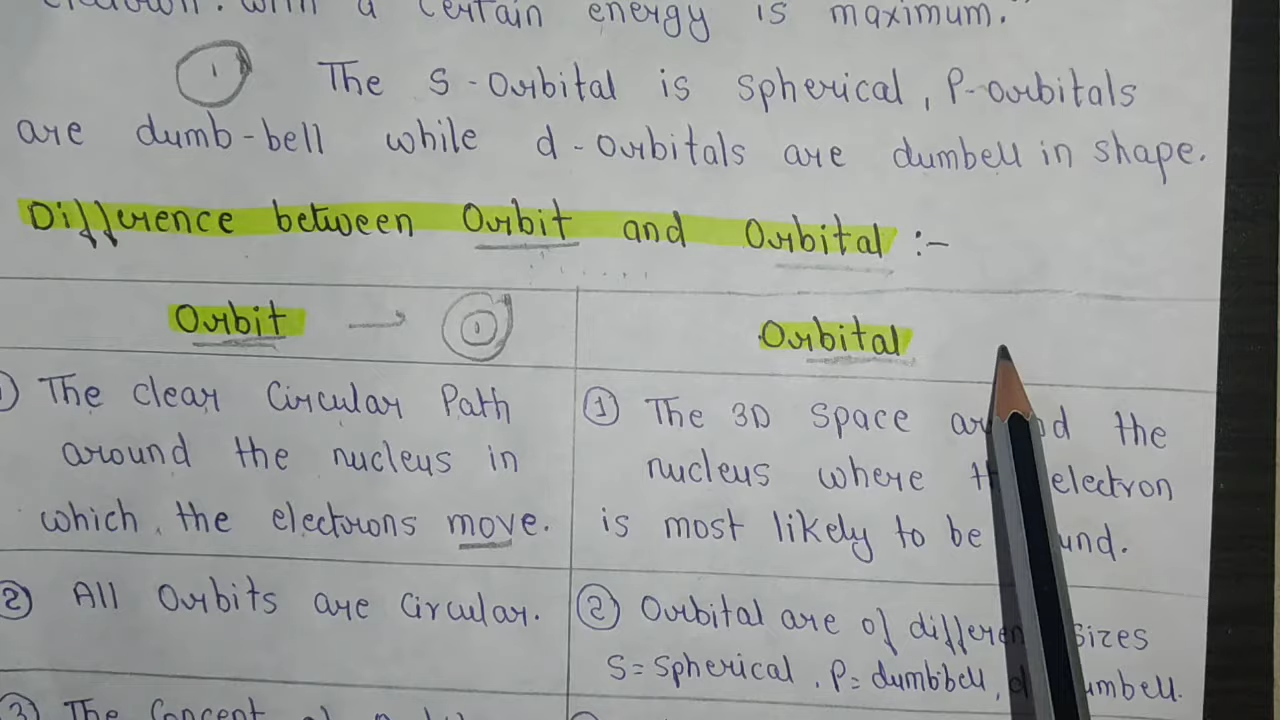 with a certain energy is maximum."
1 The S-Orbital is spherical, P-orbitals
are dumb-bell while d-orbitals are dumbell in shape.
Difference between Orbit and Orbital :-
Orbit → 1
Orbital
The clear Circular Path
around the nucleus in
which, the electrons move.
① The 3D space the
nucleus where electron
is most likely to be
② All Orbits are circular.
② Orbital are of sizes
S=spherical, P=dumbibell,
③ The Concept